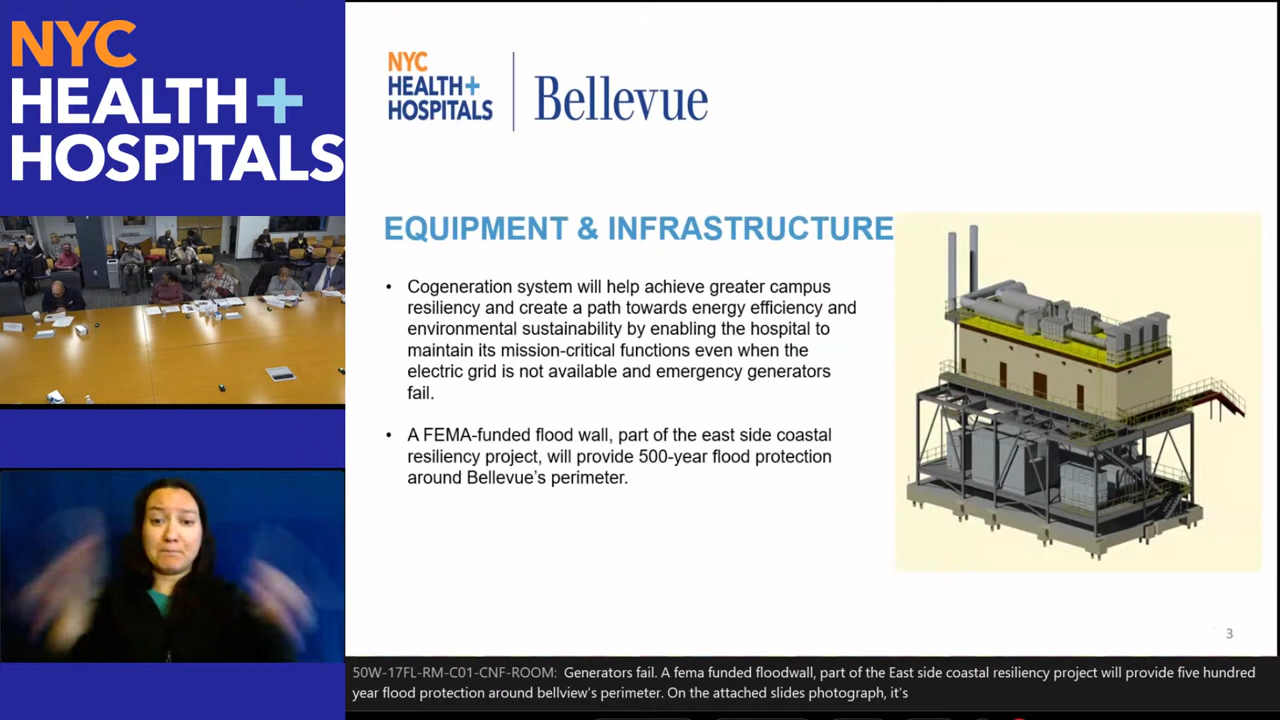 NYC
HEALTH+
HOSPITALS
NYC
HEALTH+
HOSPITALS
Bellevue
EQUIPMENT & INFRASTRUCTURE
• Cogeneration system will help achieve greater campus
resiliency and create a path towards energy efficiency and
environmental sustainability by enabling the hospital to
maintain its mission-critical functions even when the
electric grid is not available and emergency generators
fail.
• A FEMA-funded flood wall, part of the east side coastal
resiliency project, will provide 500-year flood protection
around Bellevue's perimeter.
3
50W-17FL-RM-C01-CNF-ROOM: Generators fail. A fema funded floodwall, part of the East side coastal resiliency project will provide five hundred
year flood protection around bellview's perimeter. On the attached slides photograph, it's